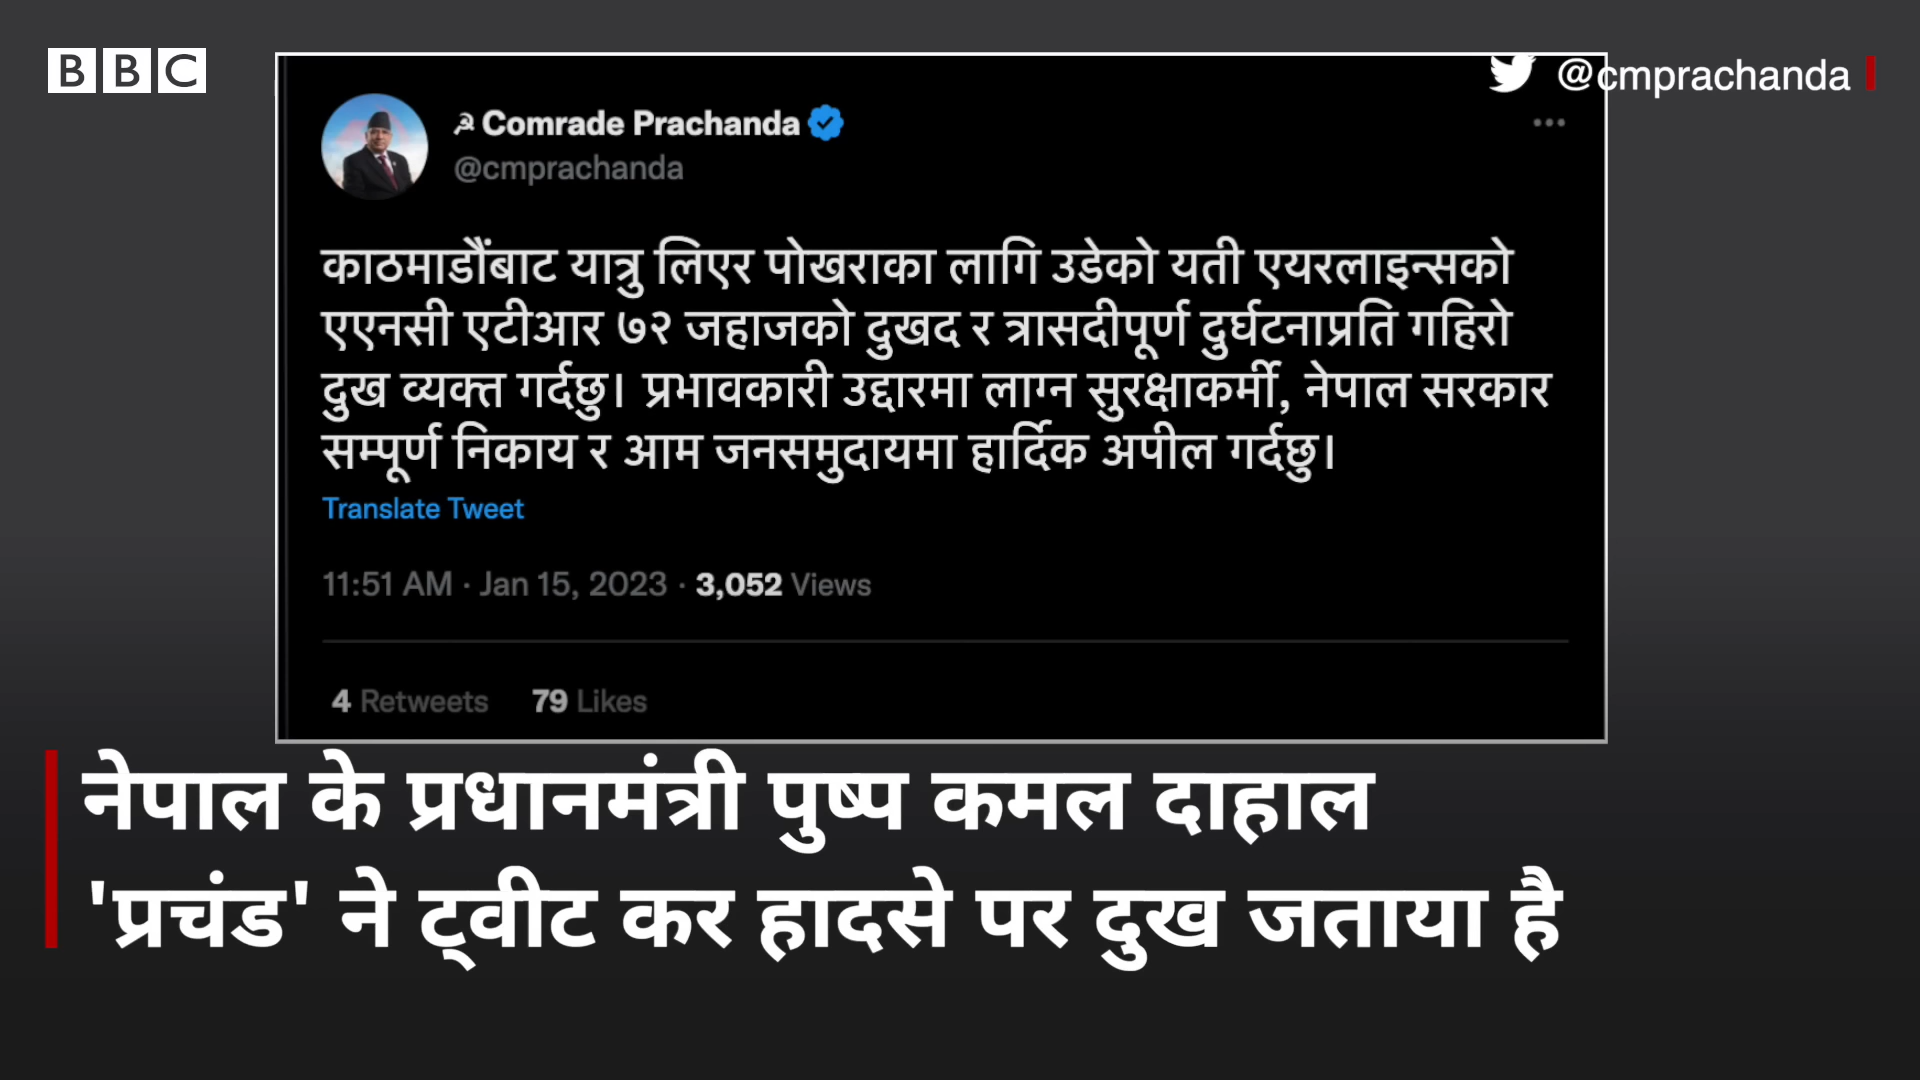 BBC
@cmprachanda
☭ Comrade Prachanda
@cmprachanda
काठमाडौंबाट यात्रु लिएर पोखराका लागि उडेको यती एयरलाइन्सको
एएनसी एटीआर ७२ जहाजको दुखद र त्रासदीपूर्ण दुर्घटनाप्रति गहिरो
दुख व्यक्त गर्दछु। प्रभावकारी उद्दारमा लाग्न सुरक्षाकर्मी, नेपाल सरकार
सम्पूर्ण निकाय र आम जनसमुदायमा हार्दिक अपील गर्दछु।
Translate Tweet
11:51 AM · Jan 15, 2023 · 3,052 Views
4 Retweets 79 Likes
नेपाल के प्रधानमंत्री पुष्प कमल दाहाल
'प्रचंड' ने ट्वीट कर हादसे पर दुख जताया है